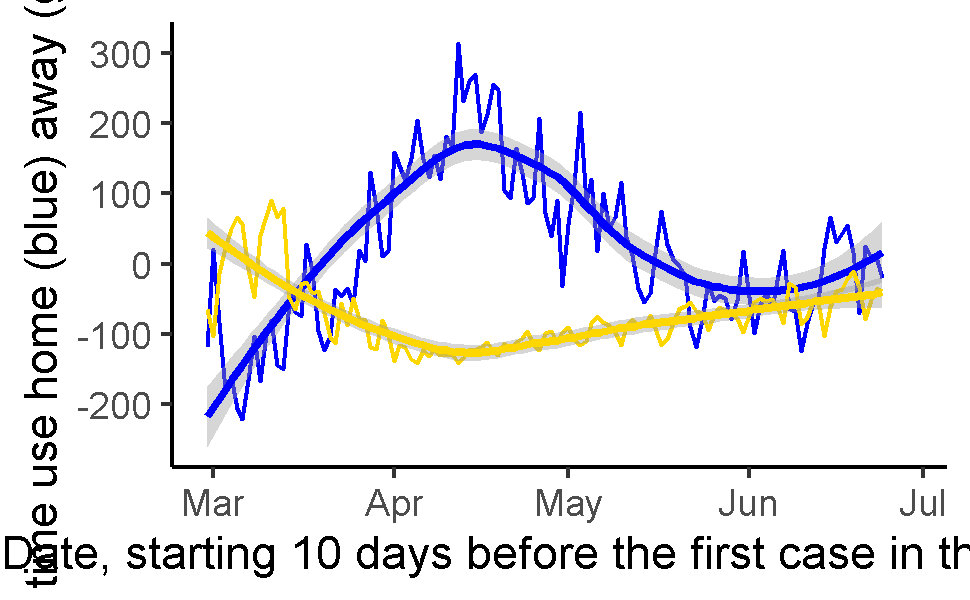 time use home (blue) away (
300
200
100
0
-100
-200
Mar Apr May Jun Jul
Date, starting 10 days before the first case in th